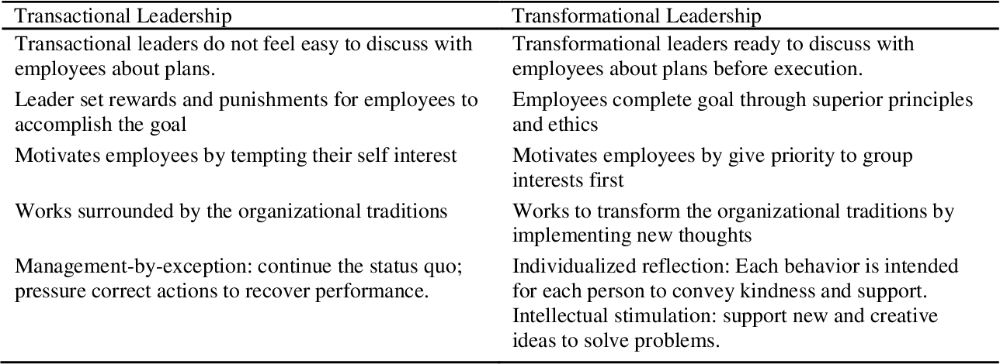 Transactional Leadership
Transformational Leadership
Transactional leaders do not feel easy to discuss with
employees about plans.
Transformational leaders ready to discuss with
employees about plans before execution.
Leader set rewards and punishments for employees to
accomplish the goal
Employees complete goal through superior principles
and ethics
Motivates employees by tempting their self interest
Motivates employees by give priority to group
interests first
Works surrounded by the organizational traditions
Works to transform the organizational traditions by
implementing new thoughts
Management-by-exception: continue the status quo;
pressure correct actions to recover performance.
Individualized reflection: Each behavior is intended
for each person to convey kindness and support.
Intellectual stimulation: support new and creative
ideas to solve problems.